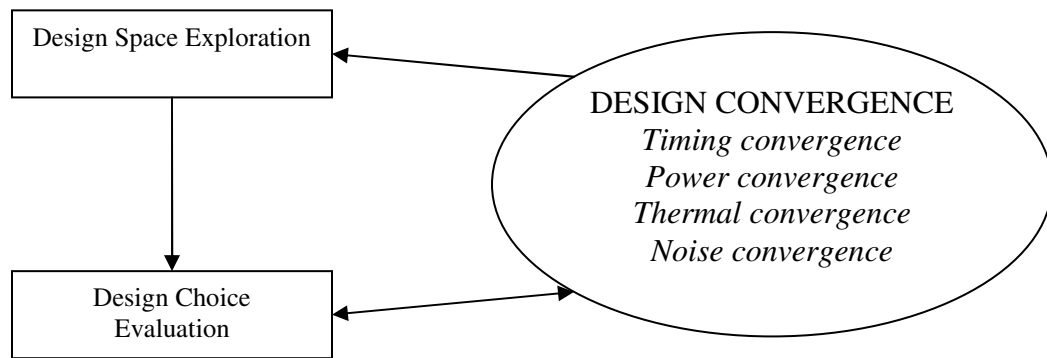 Design Space Exploration
DESIGN CONVERGENCE
Timing convergence
Power convergence
Thermal convergence
Noise convergence
Design Choice
Evaluation